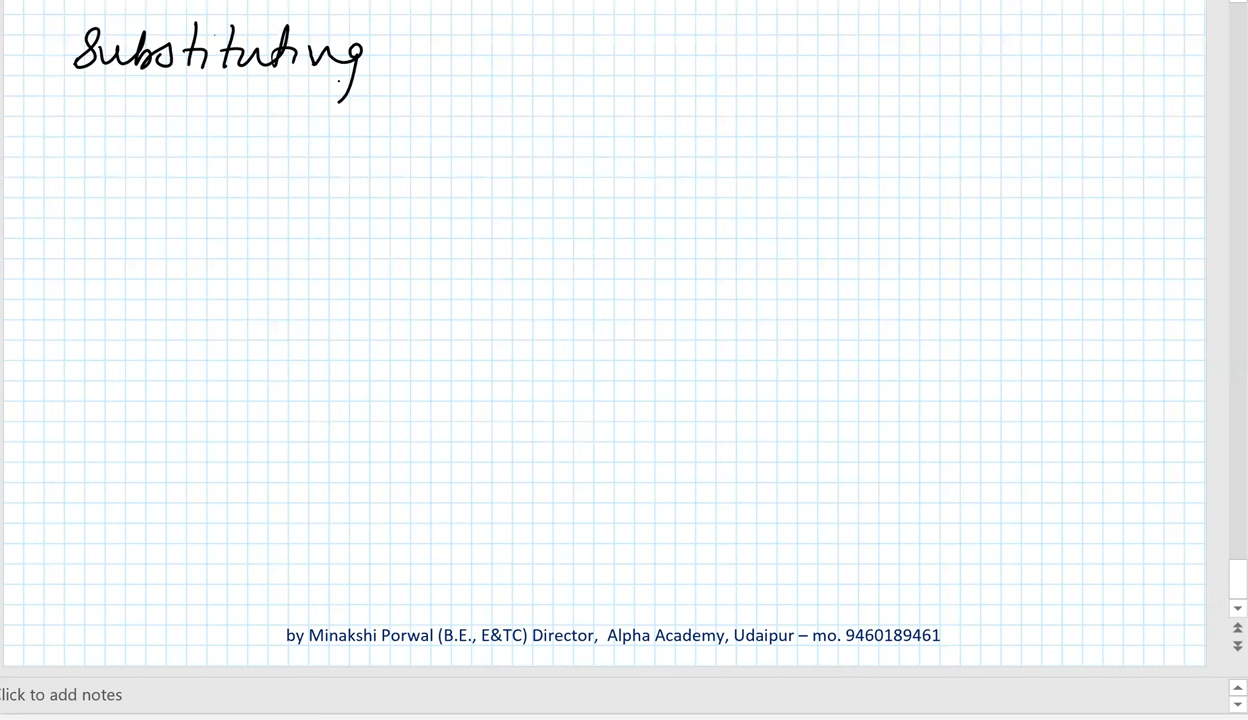 Substituting
by Minakshi Porwal (B.E., E&TC) Director, Alpha Academy, Udaipur – mo. 9460189461
lick to add notes